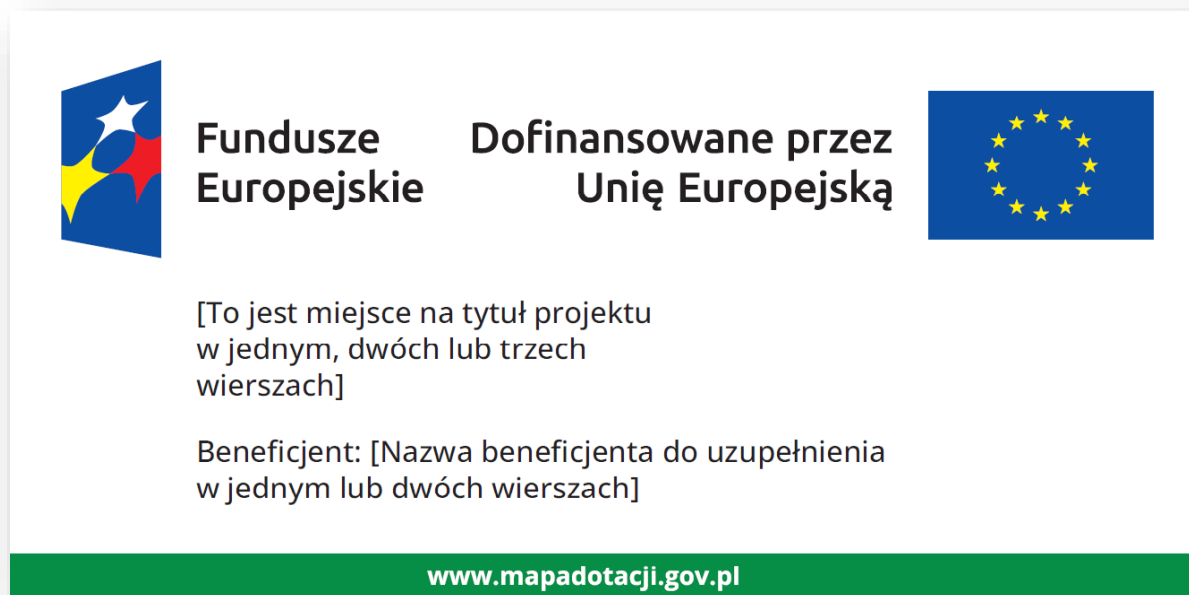 Fundusze
Europejskie
Dofinansowane przez
Unię Europejską
[To jest miejsce na tytuł projektu
w jednym, dwóch lub trzech
wierszach]
Beneficjent: [Nazwa beneficjenta do uzupełnienia
w jednym lub dwóch wierszach]
www.mapadotacji.gov.pl